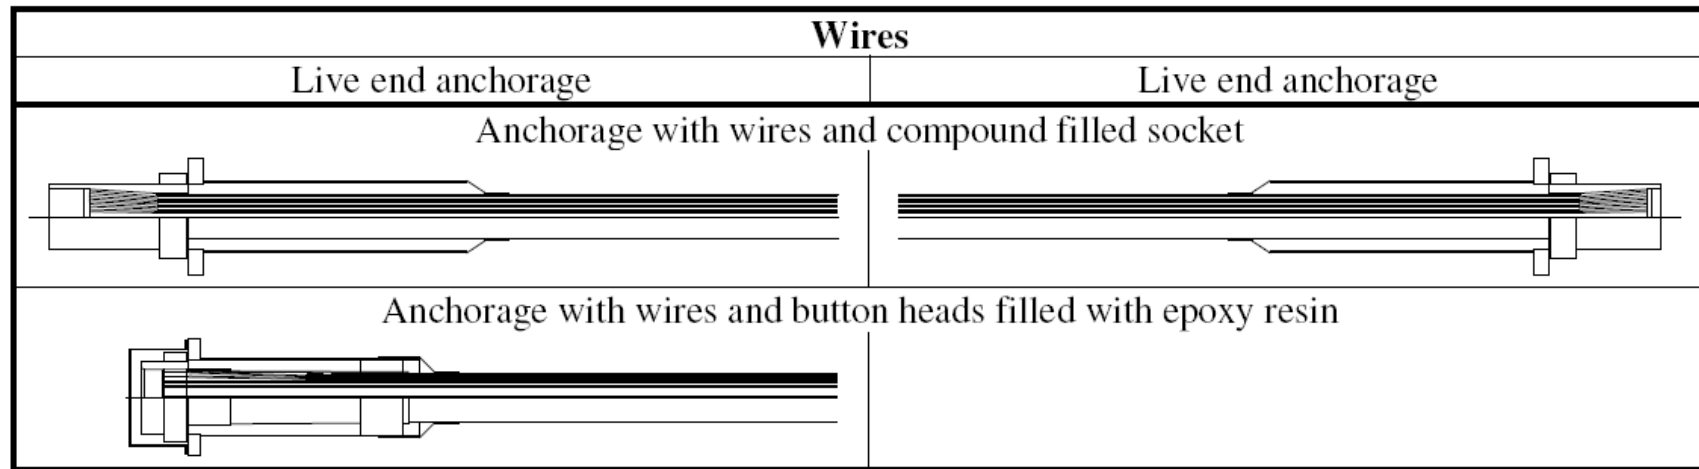 Wires
Live end anchorage
Live end anchorage
Anchorage with wires and compound filled socket
Anchorage with wires and button heads filled with epoxy resin